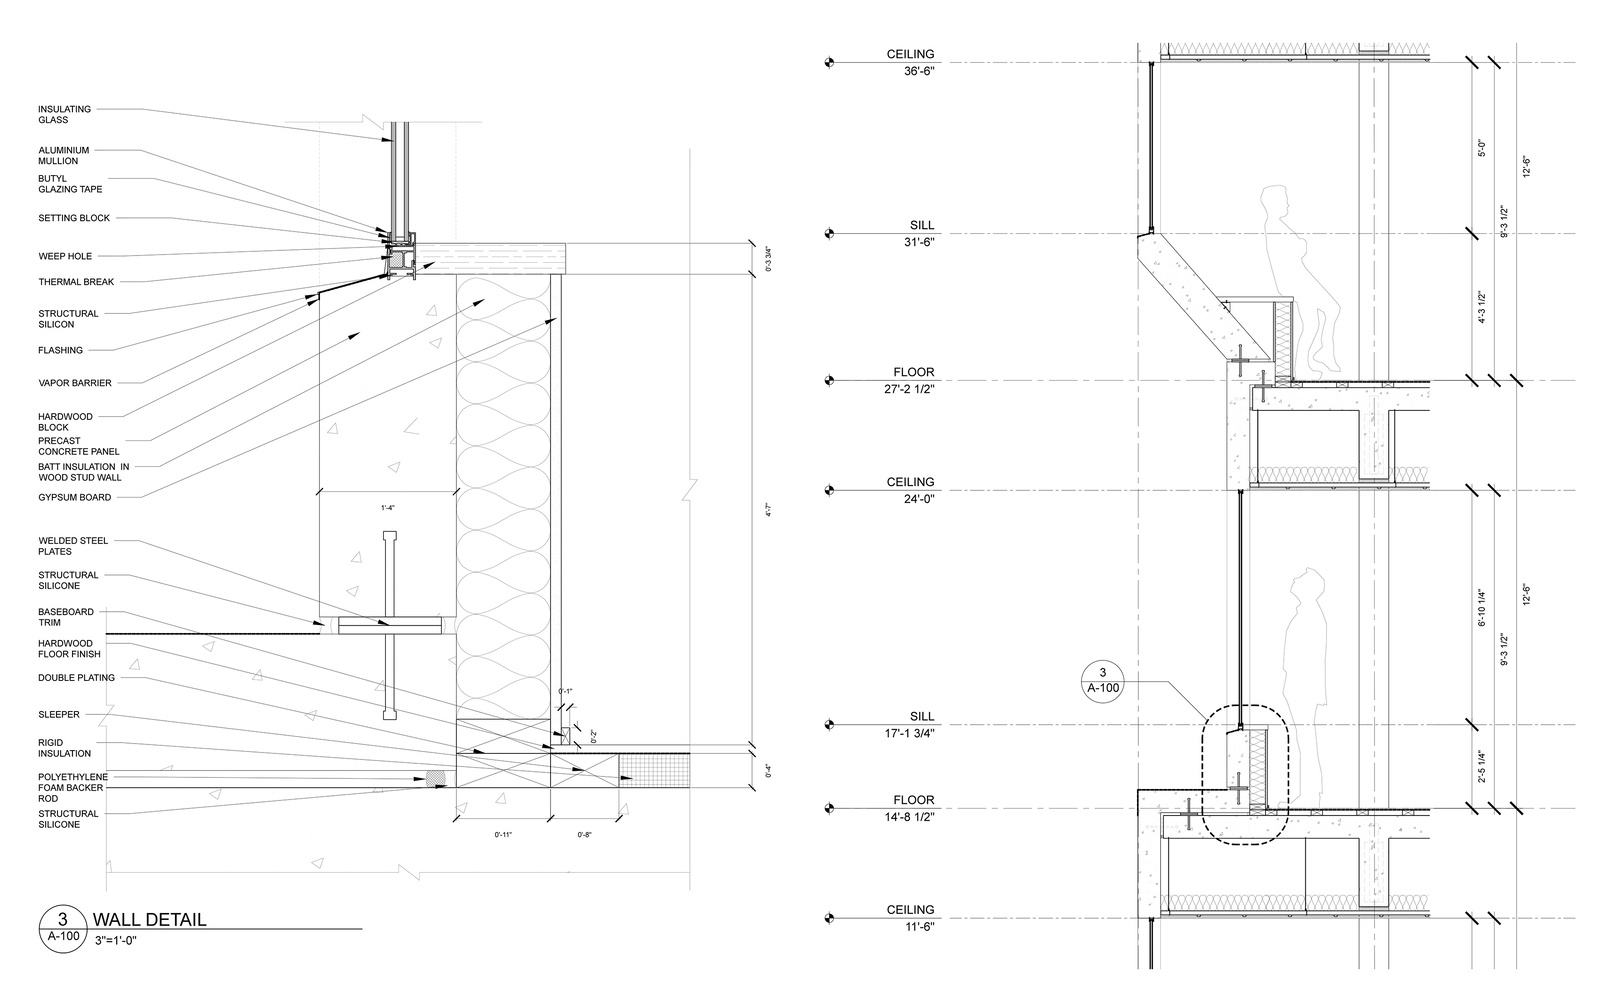 INSULATING
GLASS
ALUMINIUM
MULLION
BUTYL
GLAZING TAPE
SETTING BLOCK
WEEP HOLE
THERMAL BREAK
STRUCTURAL
SILICON
FLASHING
VAPOR BARRIER
HARDWOOD
BLOCK
PRECAST
CONCRETE PANEL
BATT INSULATION IN
WOOD STUD WALL
GYPSUM BOARD
WELDED STEEL
PLATES
STRUCTURAL
SILICONE
BASEBOARD
TRIM
HARDWOOD
FLOOR FINISH
DOUBLE PLATING
SLEEPER
RIGID
INSULATION
POLYETHYLENE
FOAM BACKER
ROD
STRUCTURAL
SILICONE
0'-3 3/4"
1'-4"
4'-7"
0'-1"
0'-2"
0'-4"
0'-11"
0'-8"
3
A-100
WALL DETAIL
3"=1'-0"
CEILING
36'-6"
SILL
31'-6"
FLOOR
27'-2 1/2"
CEILING
24'-0"
SILL
17'-1 3/4"
FLOOR
14'-8 1/2"
CEILING
11'-6"
3
A-100
5'-0"
12'-6"
9'-3 1/2"
4'-3 1/2"
6'-10 1/4"
12'-6"
9'-3 1/2"
2'-5 1/4"